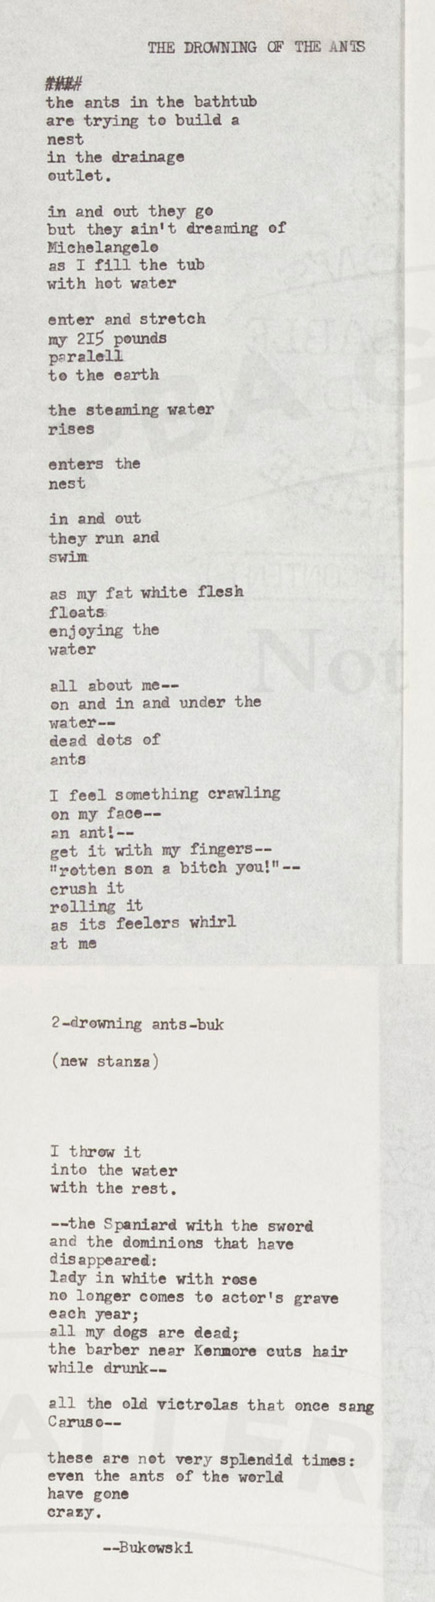 THE DROWNING OF THE ANTS
the ants in the bathtub
are trying to build a
nest
in the drainage
outlet.
in and out they go
but they ain't dreaming of
Michelangelo
as I fill the tub
with hot water
enter and stretch
my 215 pounds
paralell
to the earth
the steaming water
rises
enters the
nest
in and out
they run and
swim
as my fat white flesh
floats
enjoying the
water
all about me--
on and in and under the
water--
dead dots of
ants
I feel something crawling
on my face--
an ant!--
get it with my fingers--
"rotten son a bitch you!"--
crush it
rolling it
as its feelers whirl
at me
2-drowning ants-buk
(new stanza)
I throw it
into the water
with the rest.
--the Spaniard with the sword
and the dominions that have
disappeared:
lady in white with rose
no longer comes to actor's grave
each year;
all my dogs are dead;
the barber near Kenmore cuts hair
while drunk--
all the old victrolas that once sang
Caruso--
these are not very splendid times:
even the ants of the world
have gone
crazy.
--Bukowski
Not